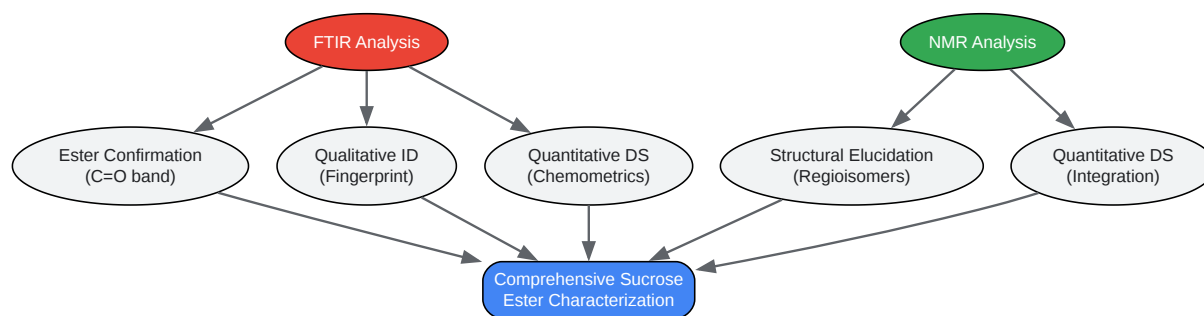 FTIR Analysis
NMR Analysis
Ester Confirmation
(C=O band)
Qualitative ID
(Fingerprint)
Quantitative DS
(Chemometrics)
Structural Elucidation
(Regioisomers)
Quantitative DS
(Integration)
Comprehensive Sucrose
Ester Characterization